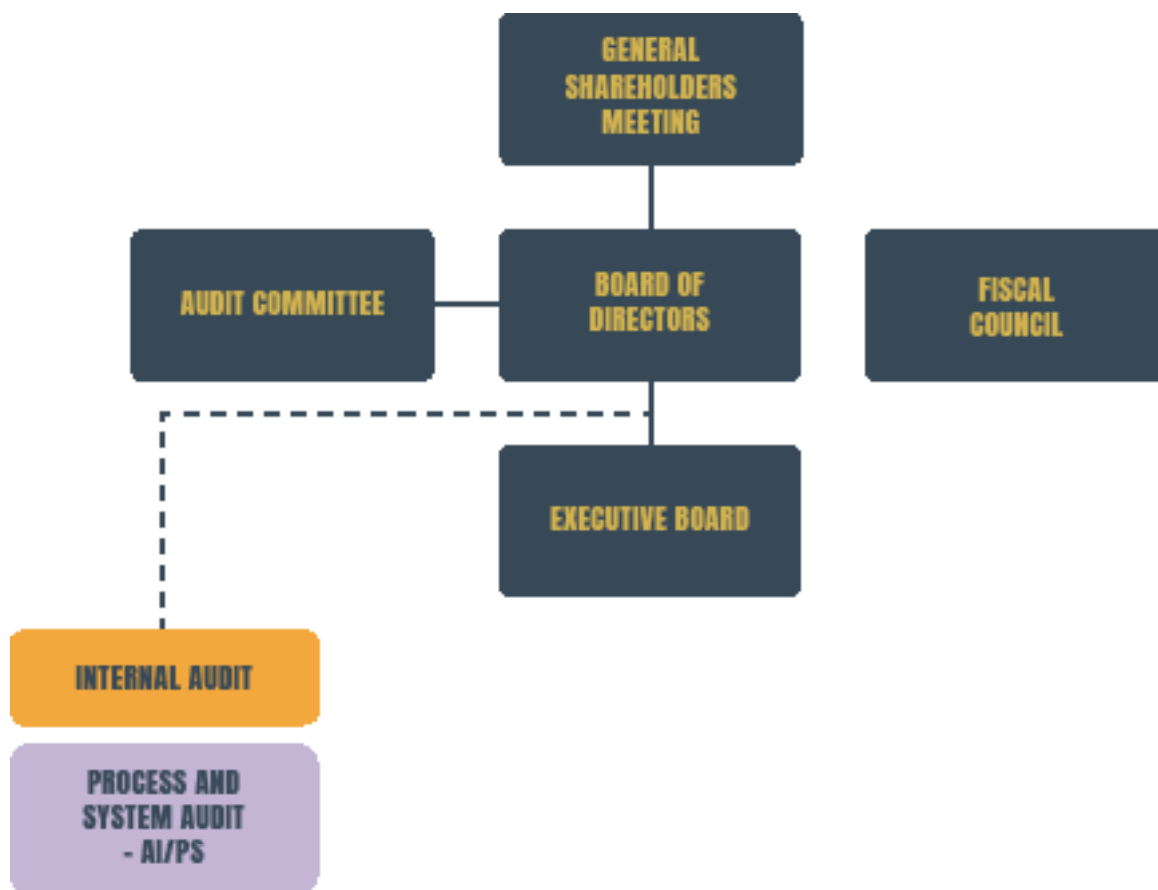 GENERAL
SHAREHOLDERS
MEETING
AUDIT COMMITTEE
BOARD OF
DIRECTORS
FISCAL
COUNCIL
EXECUTIVE BOARD
INTERNAL AUDIT
PROCESS AND
SYSTEM AUDIT
- AI/PS